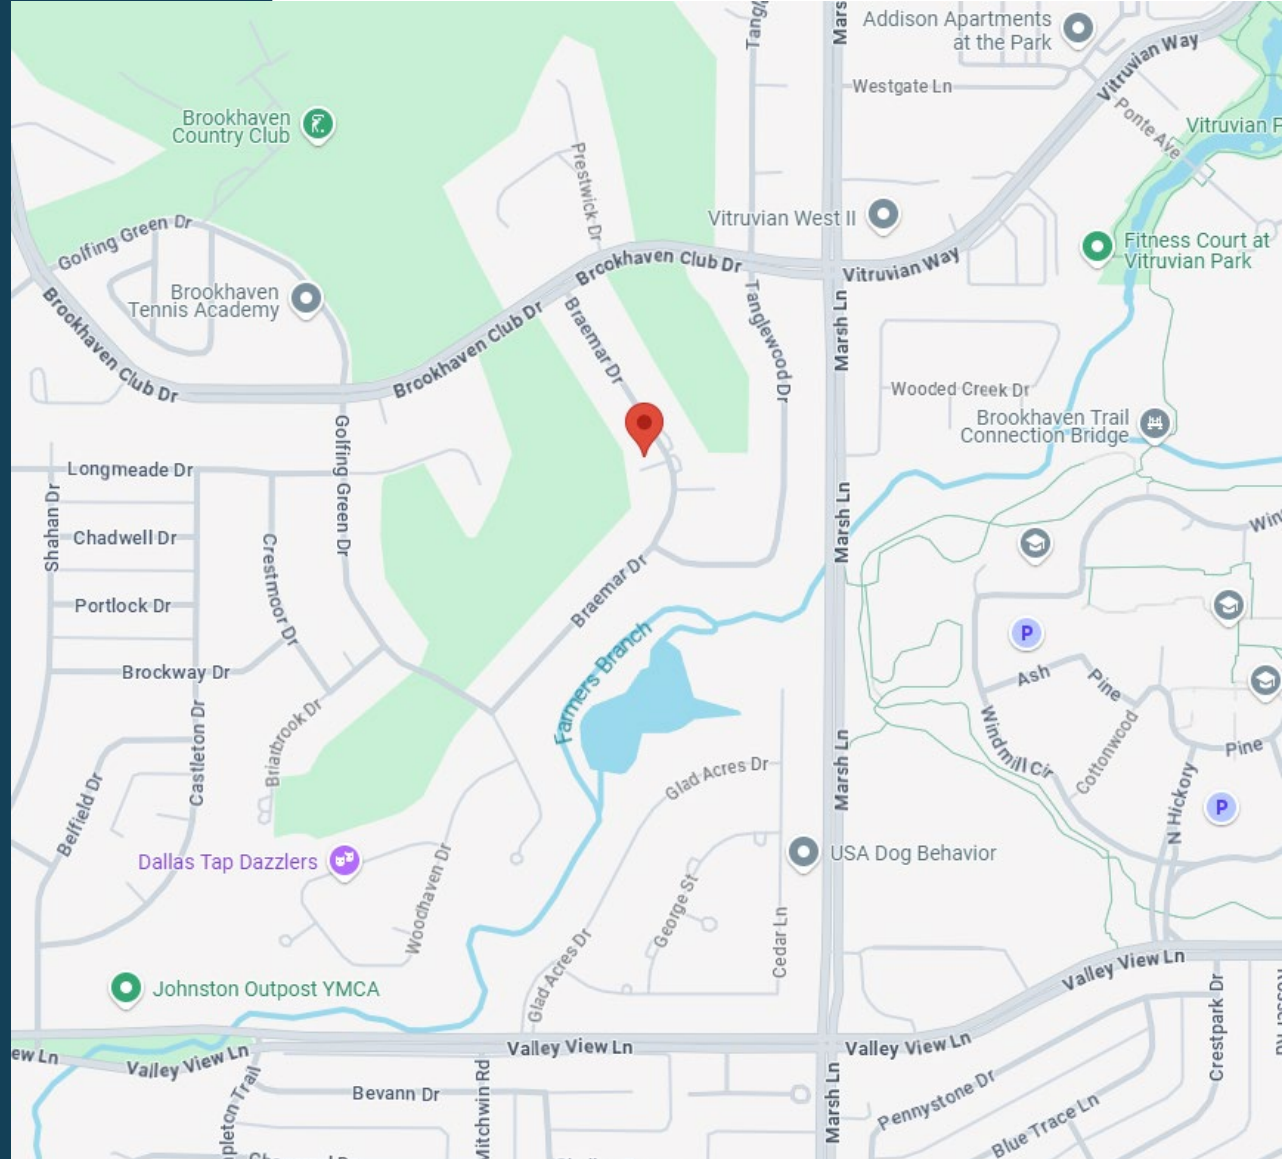 Addison Apartments
at the Park
Vitruvian Way
Westgate Ln
Ponte Ave
Brookhaven
Country Club
Prestwick Dr
Vitruvian West II
Fitness Court at
Vitruvian Park
Golfing Green Dr
Brookhaven Club Dr
Vitruvian Way
Brookhaven
Tennis Academy
Brookhaven Club Dr
Brookhaven Club Dr
Braemar Dr
Tanglewood Dr
Marsh Ln
Wooded Creek Dr
Brookhaven Trail
Connection Bridge
Longmeade Dr
Golfing Green Dr
Shahan Dr
Chadwell Dr
Crestmoor Dr
Marsh Ln
Portlock Dr
Braemar Dr
Farmers Branch
Brockway Dr
P
Ash
Pine
Briarbrook Dr
Castleton Dr
Windmill Cir
Cottonwood
Pine
Glad Acres Dr
Marsh Ln
Belfield Dr
N Hickory
P
Dallas Tap Dazzlers
USA Dog Behavior
Woodhaven Dr
George St
Cedar Ln
Glad Acres Dr
Valley View Ln
Johnston Outpost YMCA
Crestpark Dr
ew Ln
Valley View Ln
Valley View Ln
Valley View Ln
Bevann Dr
Mitchwin Rd
Marsh Ln
Pennystone Dr
Blue Trace Ln
pleton Trail